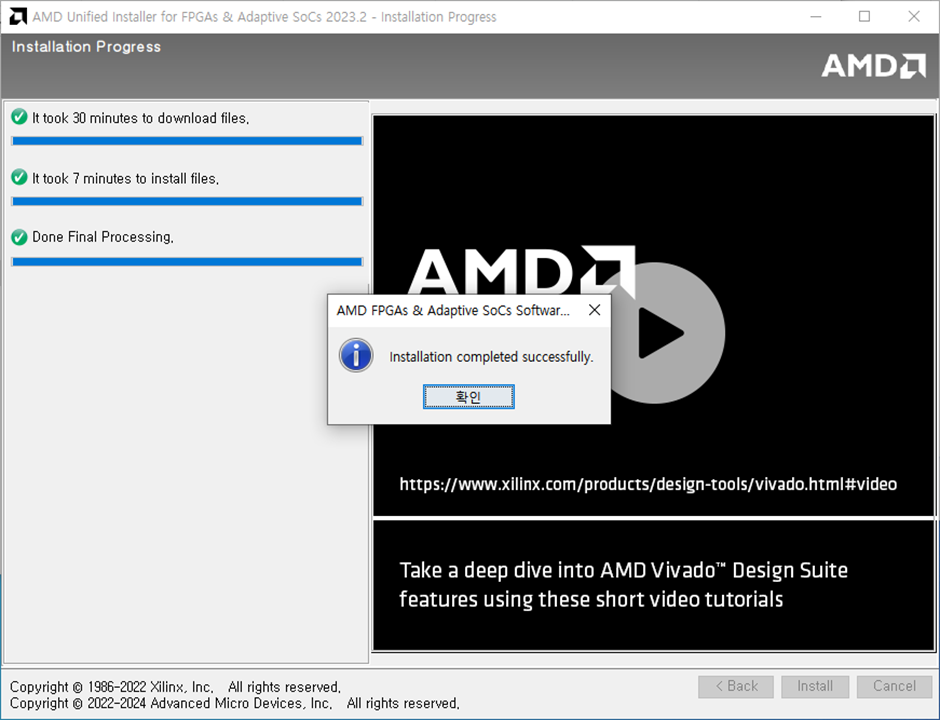 AMD Unified Installer for FPGAs & Adaptive SoCs 2023.2 - Installation Progress
Installation Progress
AMD
It took 30 minutes to download files.
It took 7 minutes to install files.
Done Final Processing.
AMD
AMD FPGAs & Adaptive SoCs Softwar...
Installation completed successfully.
확인
https://www.xilinx.com/products/design-tools/vivado.html#video
Take a deep dive into AMD Vivado™ Design Suite
features using these short video tutorials
Copyright © 1986-2022 Xilinx, Inc. All rights reserved.
Copyright © 2022-2024 Advanced Micro Devices, Inc. All rights reserved.
< Back
Install
Cancel